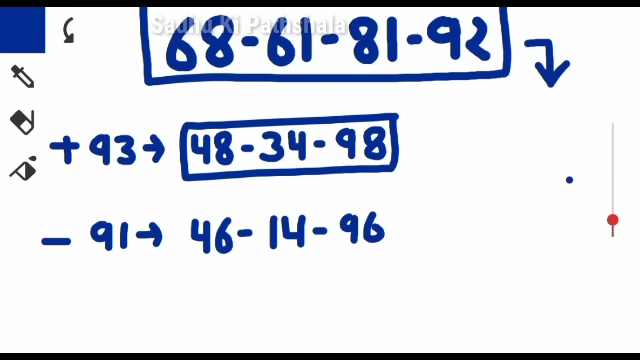 Sadhu Ki Pathshala
68-61-81-92
+ 93→ 48-34-98
- 91→ 46-14-96